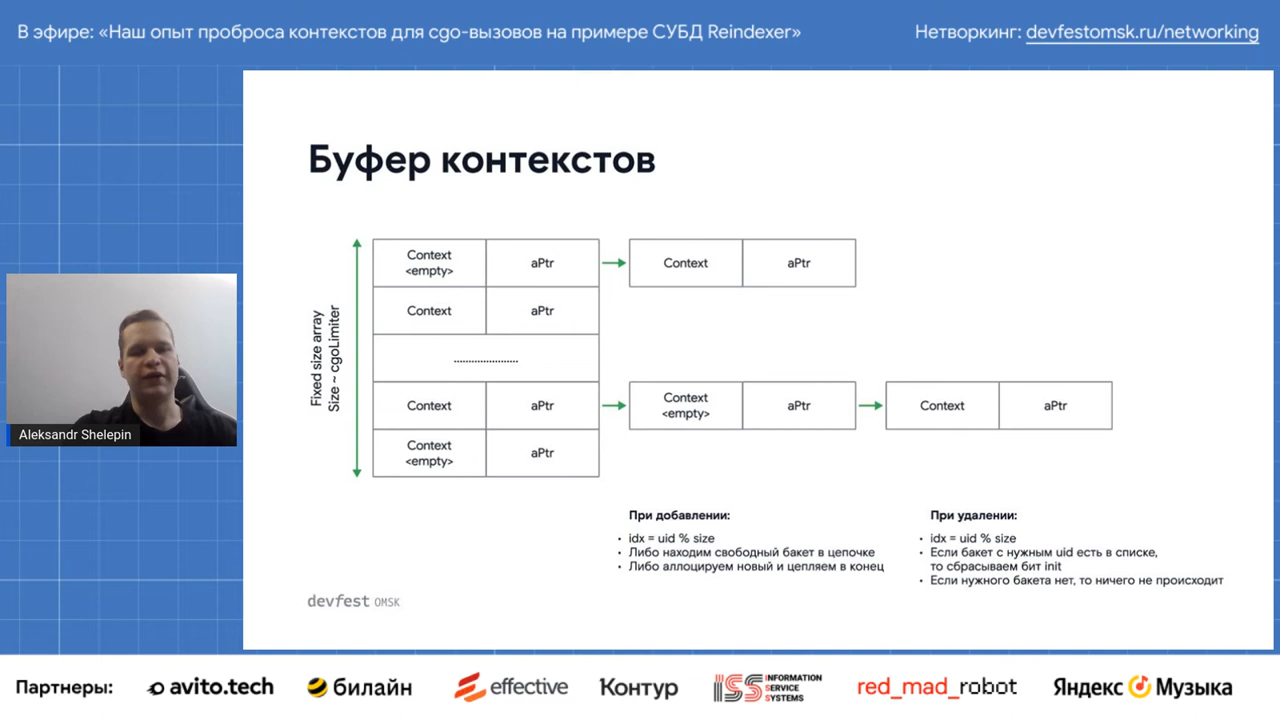 В эфире: «Наш опыт проброса контекстов для cgo-вызовов на примере СУБД Reindexer»
Нетворкинг: devfestomsk.ru/networking
Буфер контекстов
Fixed size array
Size ~ cgoLimiter
Context
<empty>
aPtr
Context
aPtr
Context
aPtr
......................
Context
aPtr
Context
<empty>
aPtr
Context
aPtr
Context
<empty>
aPtr
При добавлении:
• idx = uid % size
• Либо находим свободный бакет в цепочке
• Либо аллоцируем новый и цепляем в конец
При удалении:
• idx = uid % size
• Если бакет с нужным uid есть в списке,
то сбрасываем бит init
• Если нужного бакета нет, то ничего не происходит
devfest OMSK
Aleksandr Shelepin
Партнеры:
avito.tech
билайн
effective
Контур
ISS INFORMATION
SERVICE
SYSTEMS
red_mad_robot
Яндекс Музыка